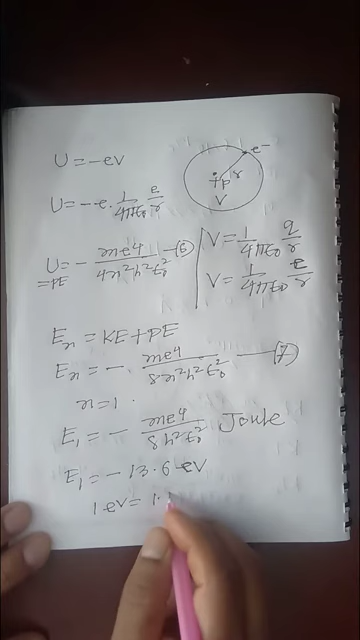 U = -eV
e-
+p r
V
U = -e. 1/4πε0 e/r
U = - me4/4n2h2ε02 -(6)
= PE
V = 1/4πε0 q/r
V = 1/4πε0 e/r
En = KE + PE
En = - me4/8n2h2ε02 -(7)
n=1.
E1 = - me4/8h2ε02 Joule
E1 = - 13.6 eV
1 eV = 1.